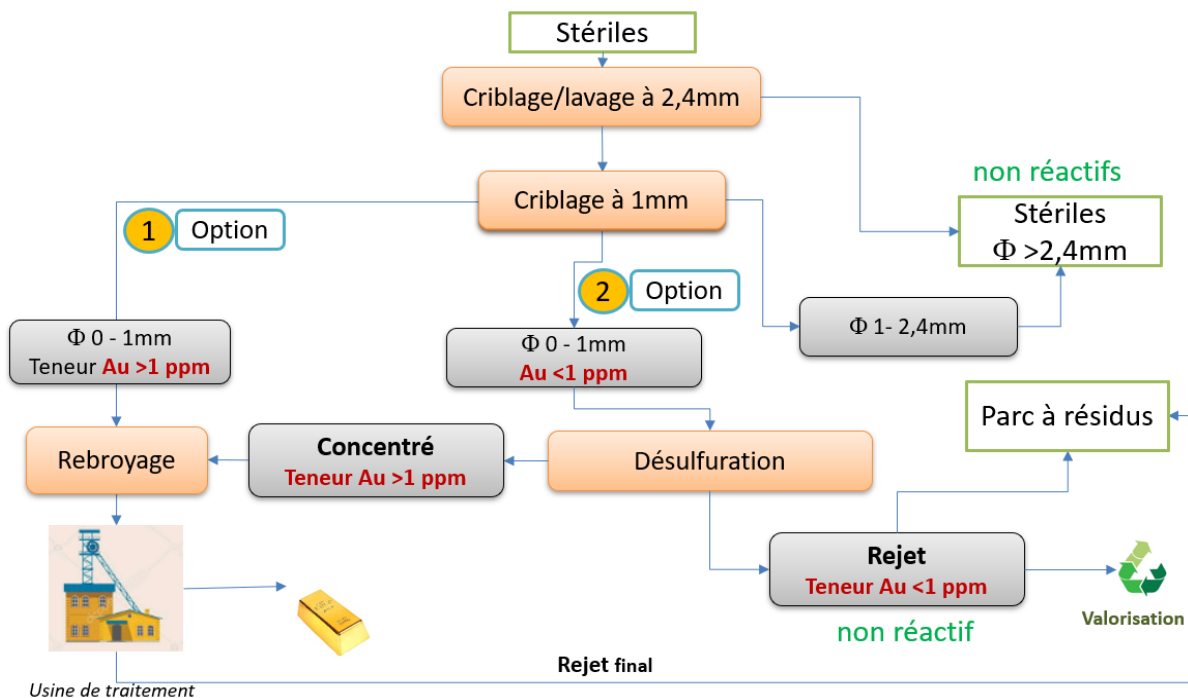 Stériles
Criblage/lavage à 2,4mm
non réactifs
Criblage à 1mm
Stériles
Φ >2,4mm
1 Option
2 Option
Φ 1- 2,4mm
Φ 0 - 1mm
Teneur Au >1 ppm
Φ 0 - 1mm
Au <1 ppm
Parc à résidus
Rebroyage
Concentré
Teneur Au >1 ppm
Désulfuration
Rejet
Teneur Au <1 ppm
non réactif
Valorisation
Rejet final
Usine de traitement